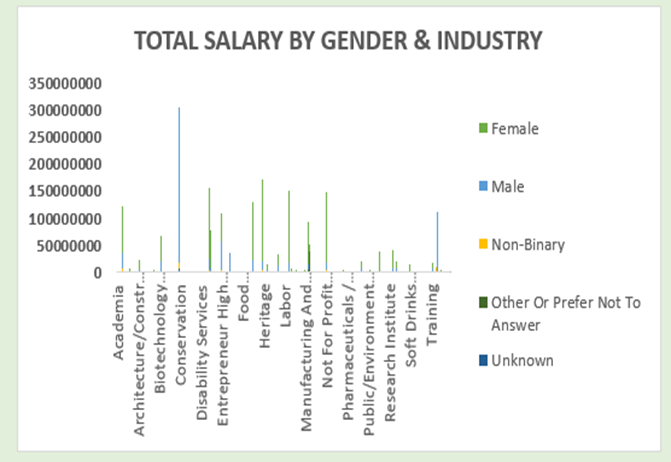 TOTAL SALARY BY GENDER & INDUSTRY
350000000
300000000
250000000
200000000
150000000
100000000
50000000
0
Academia
Architecture/Constr...
Biotechnology...
Conservation
Disability Services
Entrepreneur High...
Food...
Heritage
Labor
Manufacturing And...
Not For Profit...
Pharmaceuticals /...
Public/Environment...
Research Institute
Soft Drinks...
Training
Female
Male
Non-Binary
Other Or Prefer Not To
Answer
Unknown